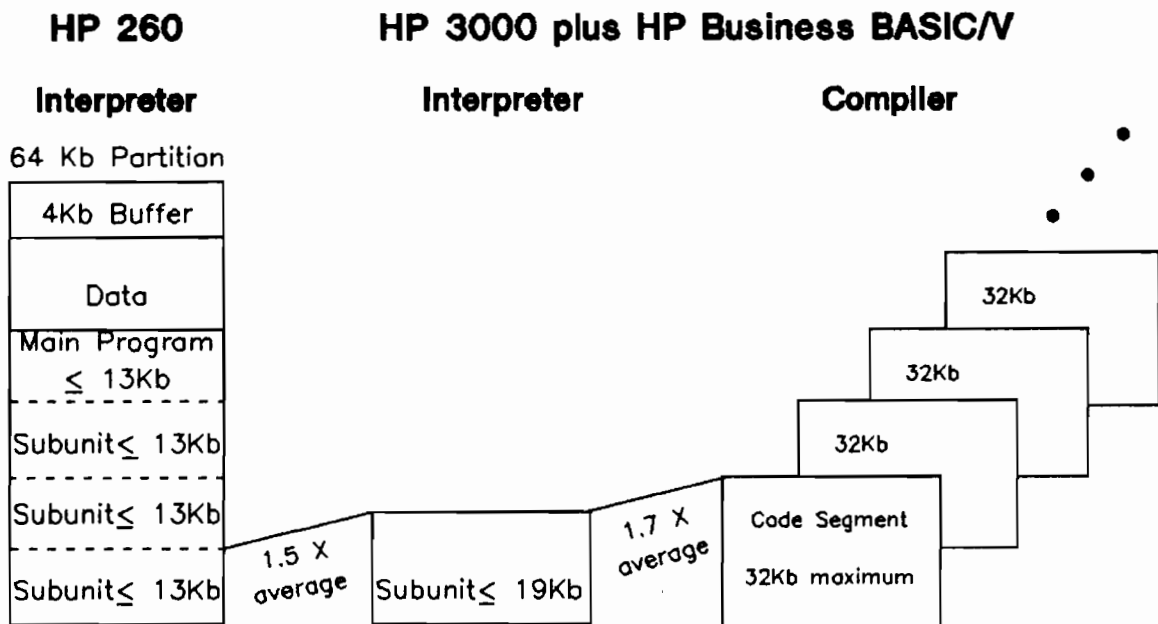 HP 260
HP 3000 plus HP Business BASIC/V
Interpreter
Interpreter
Compiler
64 Kb Partition
4Kb Buffer
Data
Main Program
≤ 13Kb
Subunit≤ 13Kb
Subunit≤ 13Kb
Subunit≤ 13Kb
1.5 X
average
Subunit≤ 19Kb
1.7 X
average
Code Segment
32Kb maximum
32Kb
32Kb
32Kb